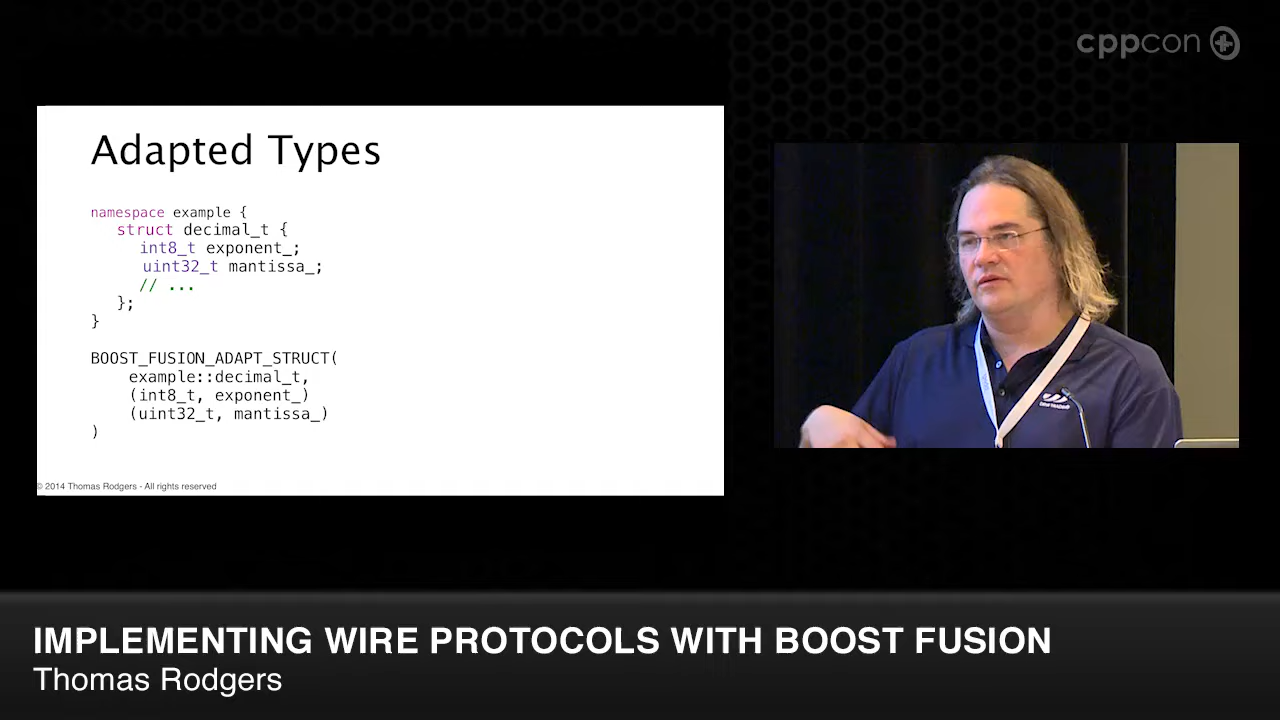 cppcon
Adapted Types
namespace example {
struct decimal_t {
int8_t exponent_;
uint32_t mantissa_;
// ...
};
}
BOOST_FUSION_ADAPT_STRUCT(
example::decimal_t,
(int8_t, exponent_)
(uint32_t, mantissa_)
)
© 2014 Thomas Rodgers - All rights reserved
IMPLEMENTING WIRE PROTOCOLS WITH BOOST FUSION
Thomas Rodgers